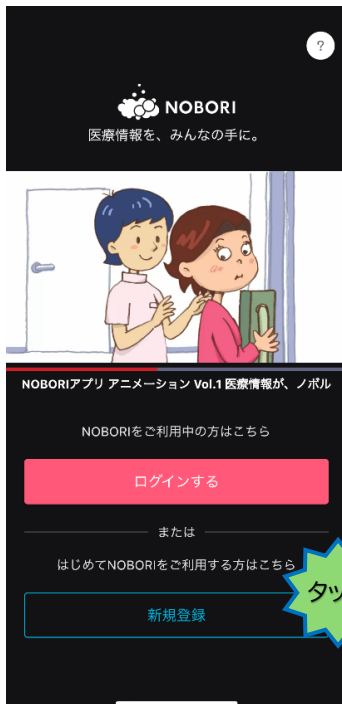 ?
NOBORI
医療情報を、みんなの手に。
NOBORIアプリ アニメーション Vol.1 医療情報が、ノボル
NOBORIをご利用中の方はこちら
ログインする
または
はじめてNOBORIをご利用する方はこちら
新規登録
タッ